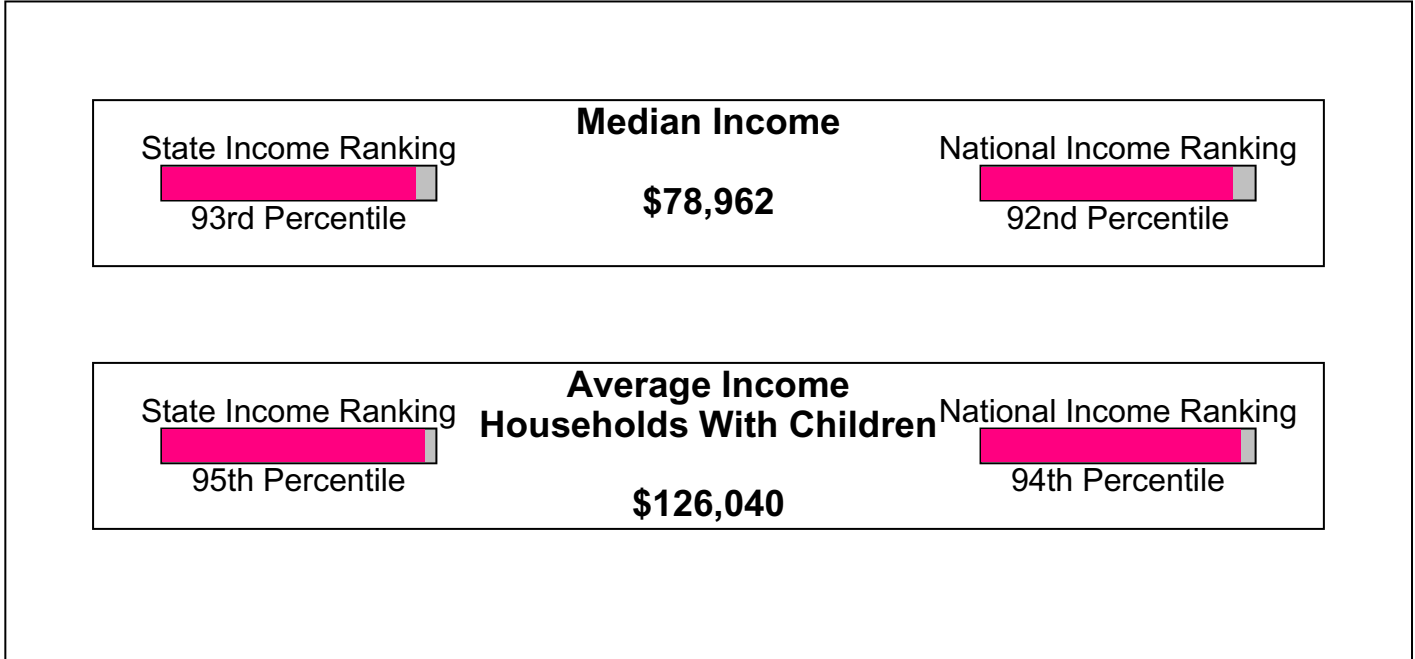 Median Income
State Income Ranking
93rd Percentile
$78,962
National Income Ranking
92nd Percentile
Average Income
Households With Children
State Income Ranking
95th Percentile
$126,040
National Income Ranking
94th Percentile